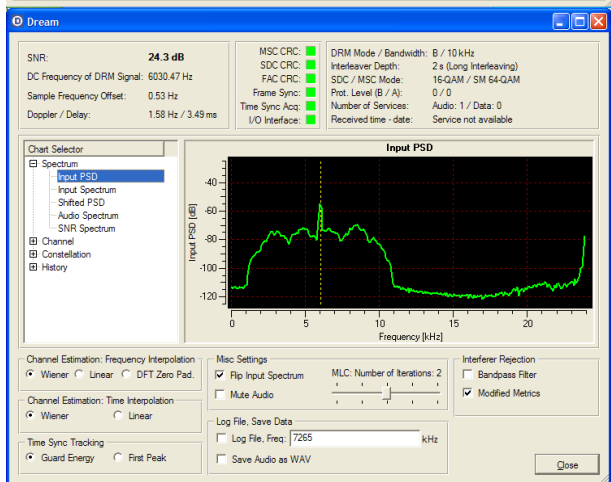 Dream
SNR: 24.3 dB
DC Frequency of DRM Signal: 6030.47 Hz
Sample Frequency Offset: 0.53 Hz
Doppler / Delay: 1.58 Hz / 3.49 ms
MSC CRC:
SDC CRC:
FAC CRC:
Frame Sync:
Time Sync Acq:
I/O Interface:
DRM Mode / Bandwidth: B / 10 kHz
Interleaver Depth: 2 s (Long Interleaving)
SDC / MSC Mode: 16-QAM / SM 64-QAM
Prot. Level (B / A): 0 / 0
Number of Services: Audio: 1 / Data: 0
Received time - date: Service not available
Chart Selector
Spectrum
Input PSD
Input Spectrum
Shifted PSD
Audio Spectrum
SNR Spectrum
Channel
Constellation
History
Input PSD
Input PSD [dB]
-40
-60
-80
-100
-120
0 5 10 15 20
Frequency [kHz]
Channel Estimation: Frequency Interpolation
Wiener Linear DFT Zero Pad.
Channel Estimation: Time Interpolation
Wiener Linear
Time Sync Tracking
Guard Energy First Peak
Misc Settings
Flip Input Spectrum
Mute Audio
MLC: Number of Iterations: 2
Log File, Save Data
Log File, Freq: 7265 kHz
Save Audio as WAV
Interferer Rejection
Bandpass Filter
Modified Metrics
Close